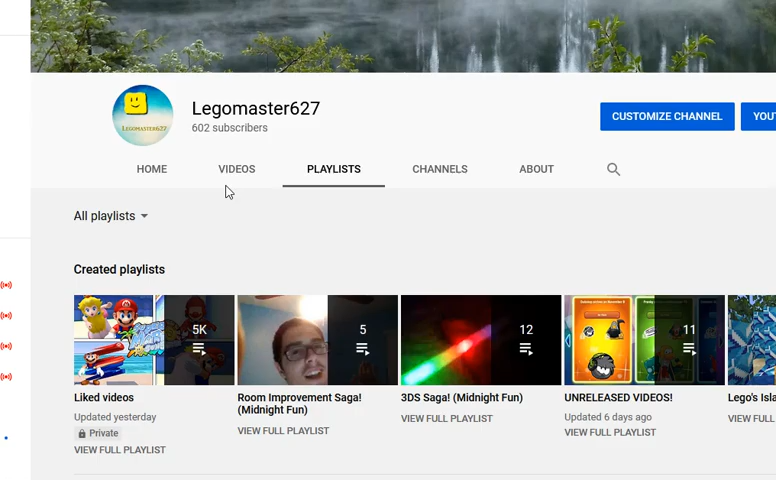 Legomaster627
602 subscribers
CUSTOMIZE CHANNEL
YOU
LEGOMASTER627
HOME VIDEOS PLAYLISTS CHANNELS ABOUT
All playlists
Created playlists
5K
5
12
11
Liked videos
Updated yesterday
Private
VIEW FULL PLAYLIST
Room Improvement Saga!
(Midnight Fun)
VIEW FULL PLAYLIST
3DS Saga! (Midnight Fun)
VIEW FULL PLAYLIST
UNRELEASED VIDEOS!
Updated 6 days ago
VIEW FULL PLAYLIST
Lego's Isla
VIEW FULL